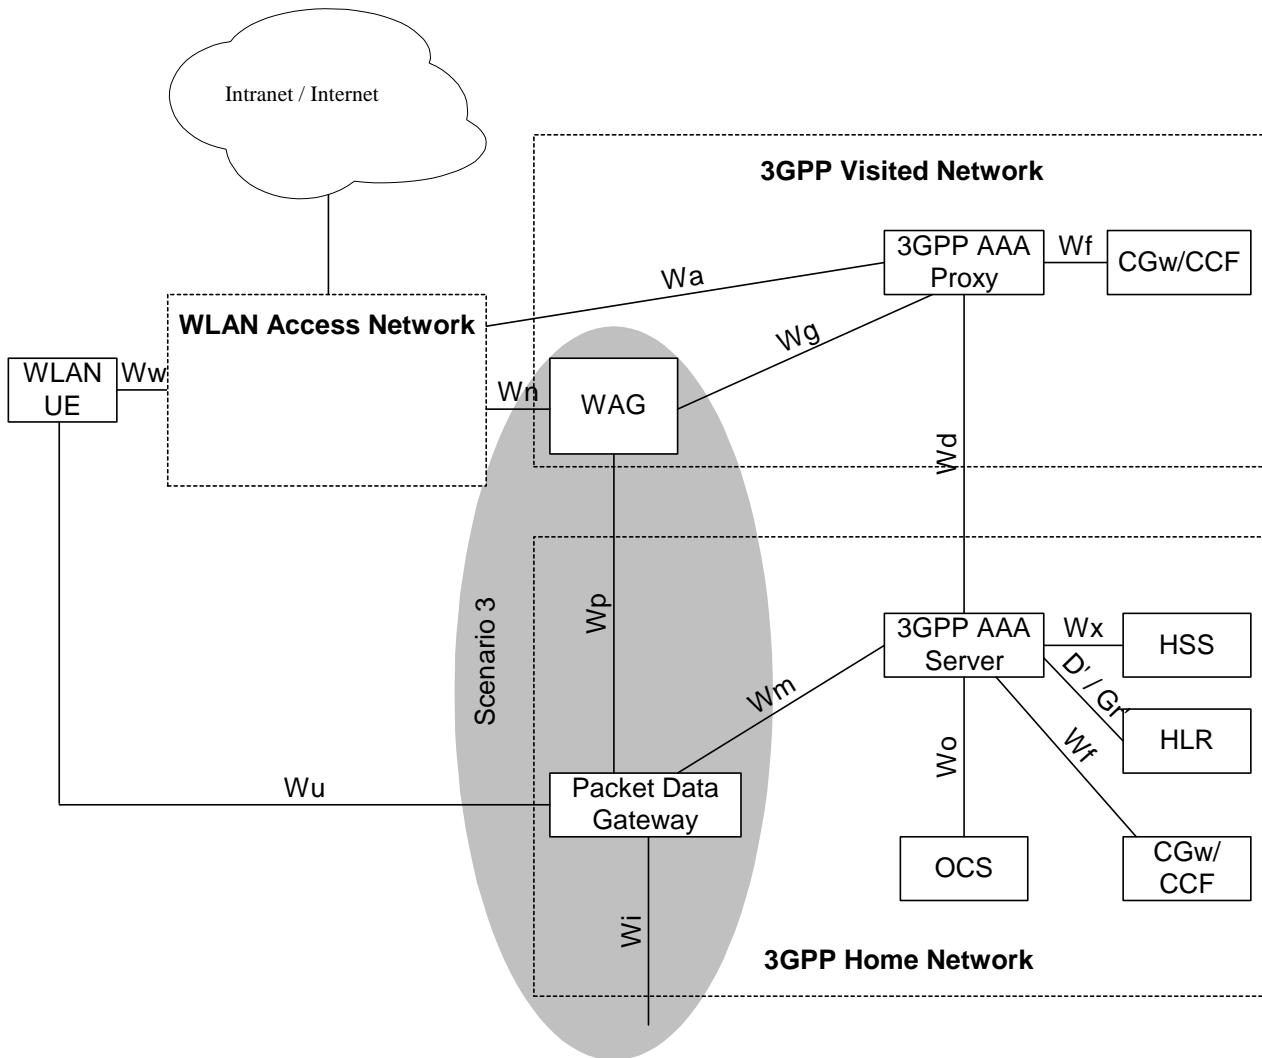 Intranet / Internet
3GPP Visited Network
3GPP AAA
Proxy
Wf
CGw/CCF
Wa
WLAN Access Network
Wg
WLAN
UE
Ww
Wn
WAG
Wd
Scenario 3
Wp
3GPP AAA
Server
Wx
HSS
D' / Gr'
HLR
Wm
Wo
Wf
Wu
Packet Data
Gateway
OCS
CGw/
CCF
Wi
3GPP Home Network